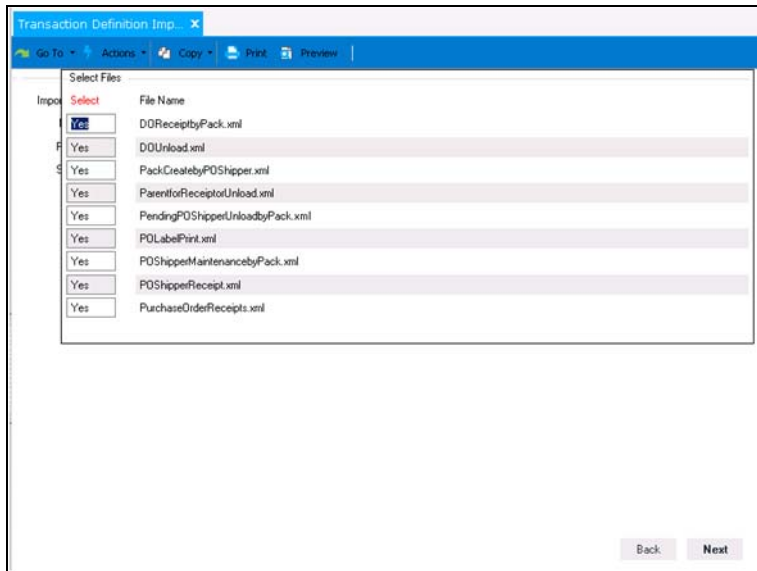 Transaction Definition Imp... X
Go To Actions Copy Print Preview
Select Files
Impor Select File Name
Yes DOReceiptbyPack.xml
Yes DOUnload.xml
Yes PackCreatebyPOShipper.xml
Yes ParentforReceiptorUnload.xml
Yes PendingPOShipperUnloadbyPack.xml
Yes POLabelPrint.xml
Yes POShipperMaintenancebyPack.xml
Yes POShipperReceipt.xml
Yes PurchaseOrderReceipts.xml
Back Next